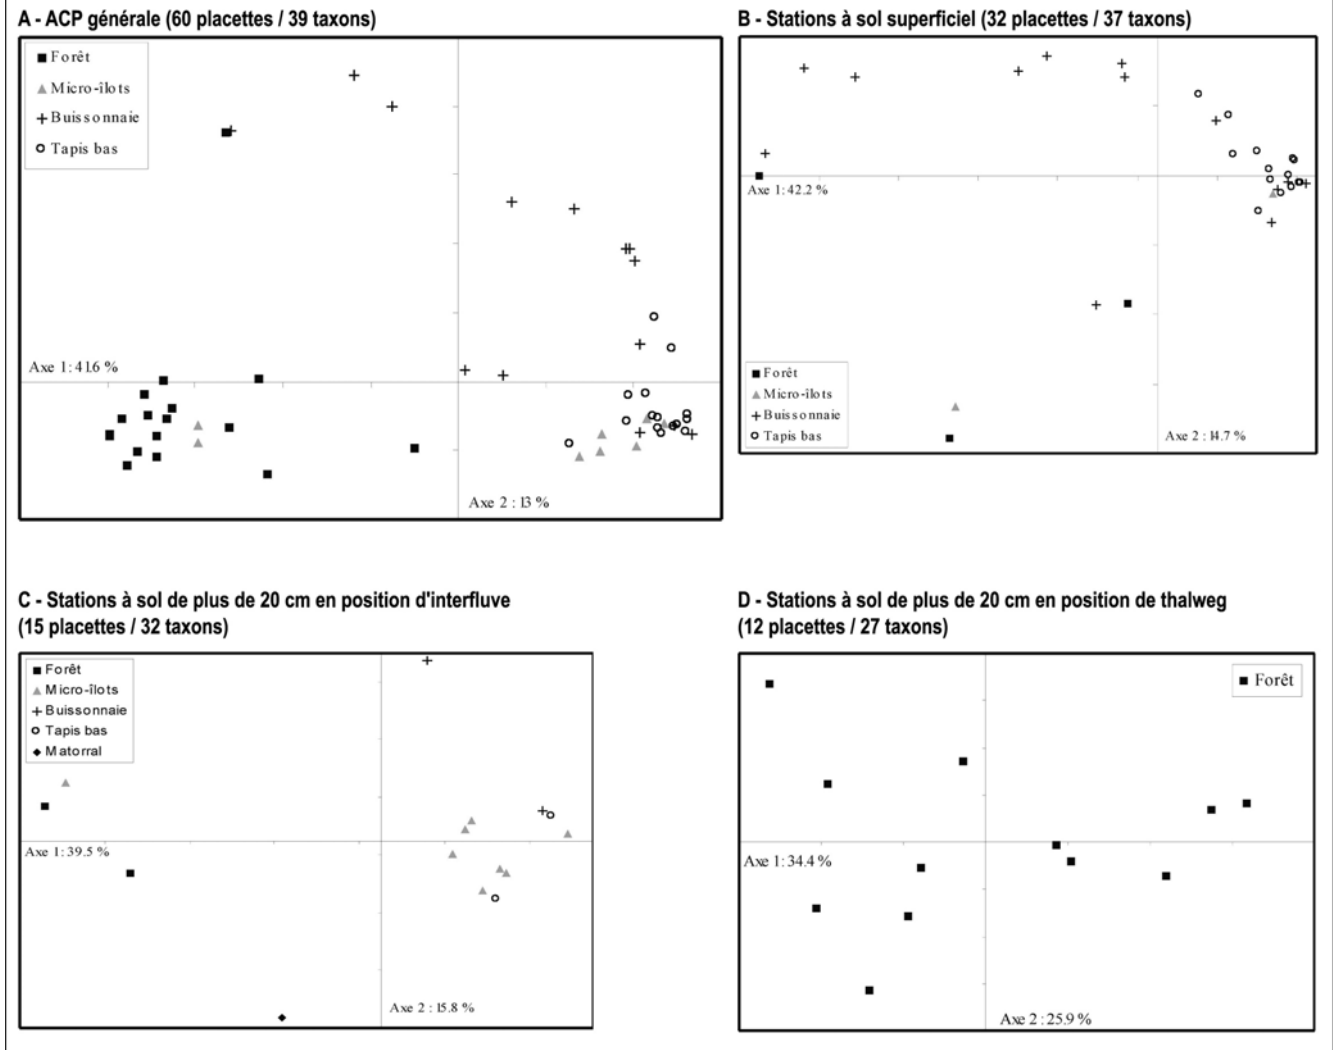 A - ACP générale (60 placettes / 39 taxons)
Forêt
Micro-îlots
Buissonnaie
Tapis bas
Axe 1: 41.6 %
Axe 2 : 13 %
B - Stations à sol superficiel (32 placettes / 37 taxons)
Axe 1: 42.2 %
Forêt
Micro-îlots
Buissonnaie
Tapis bas
Axe 2 : 14.7 %
C - Stations à sol de plus de 20 cm en position d'interfluve
(15 placettes / 32 taxons)
Forêt
Micro-îlots
Buissonnaie
Tapis bas
Matorral
Axe 1: 39.5 %
Axe 2 : 15.8 %
D - Stations à sol de plus de 20 cm en position de thalweg
(12 placettes / 27 taxons)
Forêt
Axe 1: 34.4 %
Axe 2 : 25.9 %